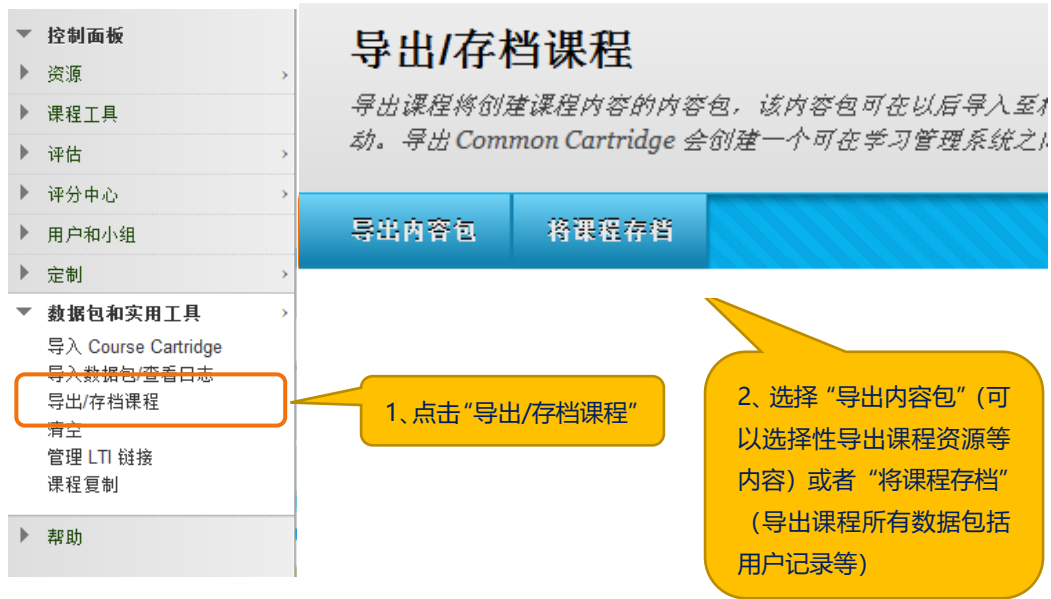 控制面板
资源
课程工具
评估
评分中心
用户和小组
定制
数据包和实用工具
导入 Course Cartridge
导入数据包/查看日志
导出/存档课程
清空
管理 LTI 链接
课程复制
帮助
导出/存档课程
导出课程将创建课程内容的内容包，该内容包可在以后导入至
动。导出 Common Cartridge 会创建一个可在学习管理系统之
导出内容包
将课程存档
1、点击“导出/存档课程”
2、选择“导出内容包”（可
以选择性导出课程资源等
内容）或者“将课程存档”
（导出课程所有数据包括
用户记录等）